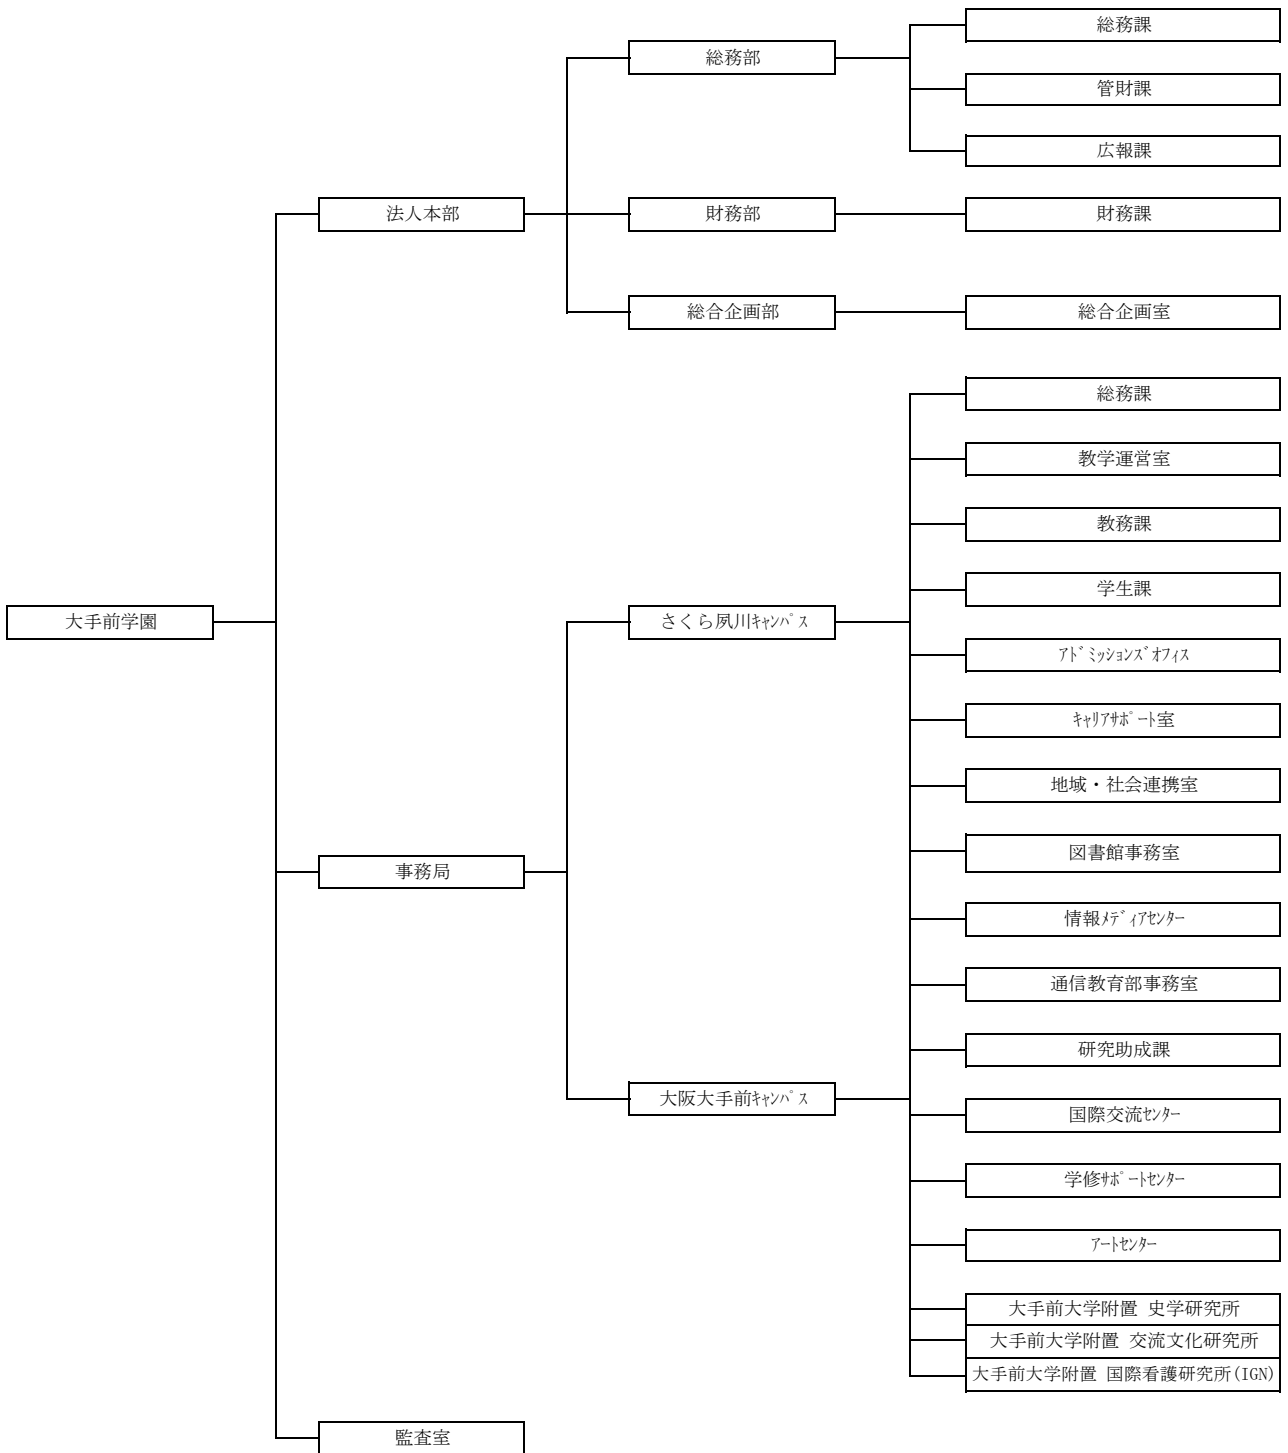 総務課
総務部
管財課
広報課
法人本部
財務部
財務課
総合企画部
総合企画室
総務課
教学運営室
教務課
学生課
大手前学園
さくら夙川ｷｬﾝﾊﾟｽ
ｱﾄﾞﾐｯｼｮﾝｽﾞｵﾌｨｽ
ｷｬﾘｱｻﾎﾟｰﾄ室
地域・社会連携室
図書館事務室
事務局
情報ﾒﾃﾞｨｱｾﾝﾀｰ
通信教育部事務室
研究助成課
大阪大手前ｷｬﾝﾊﾟｽ
国際交流ｾﾝﾀｰ
学修ｻﾎﾟｰﾄｾﾝﾀｰ
ｱｰﾄｾﾝﾀｰ
大手前大学附置 史学研究所
大手前大学附置 交流文化研究所
大手前大学附置 国際看護研究所(IGN)
監査室